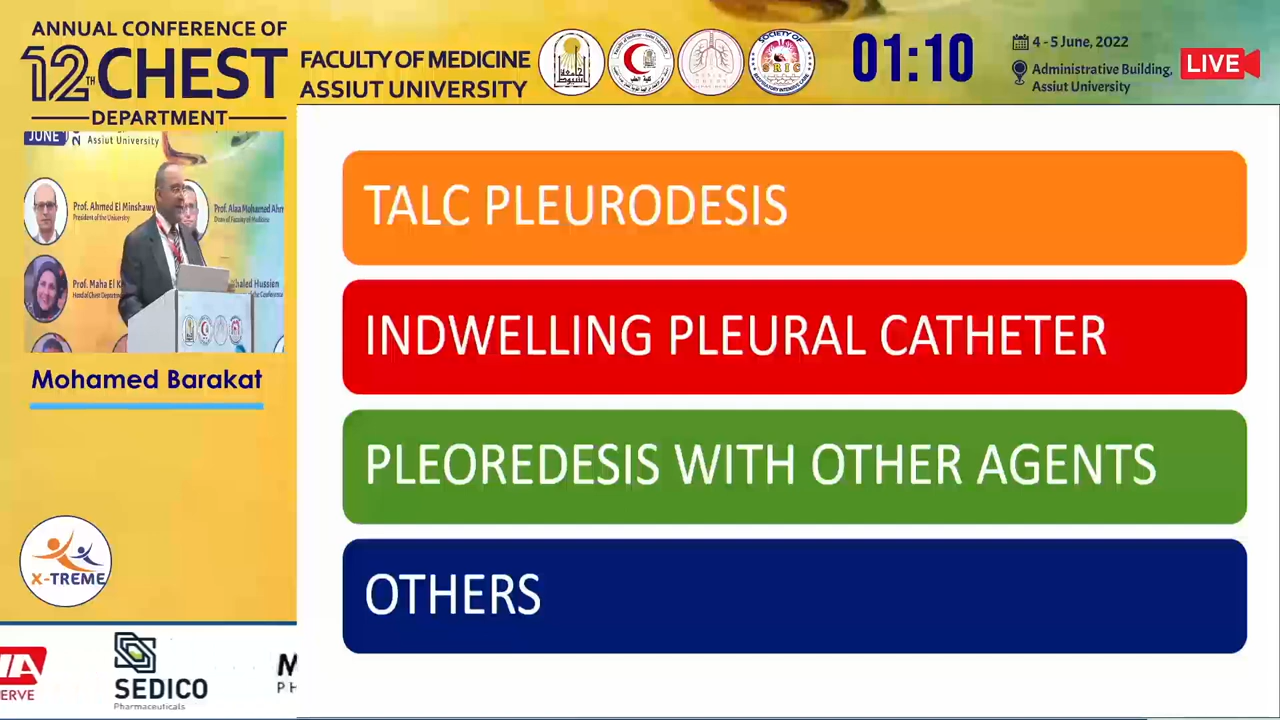 ANNUAL CONFERENCE OF
12TH CHEST
DEPARTMENT
FACULTY OF MEDICINE
ASSIUT UNIVERSITY
01:10
4 - 5 June, 2022
Administrative Building,
Assiut University
LIVE
JUNE
Assiut University
Prof. Ahmed El Minshawy
President of the University
Prof. Alaa Mohamed
Dean of Faculty of Medicine
Prof. Maha El
Head of Chest
Hussien
Mohamed Barakat
TALC PLEURODESIS
INDWELLING PLEURAL CATHETER
PLEOREDESIS WITH OTHER AGENTS
OTHERS
X-TREME
SEDICO
Pharmaceuticals